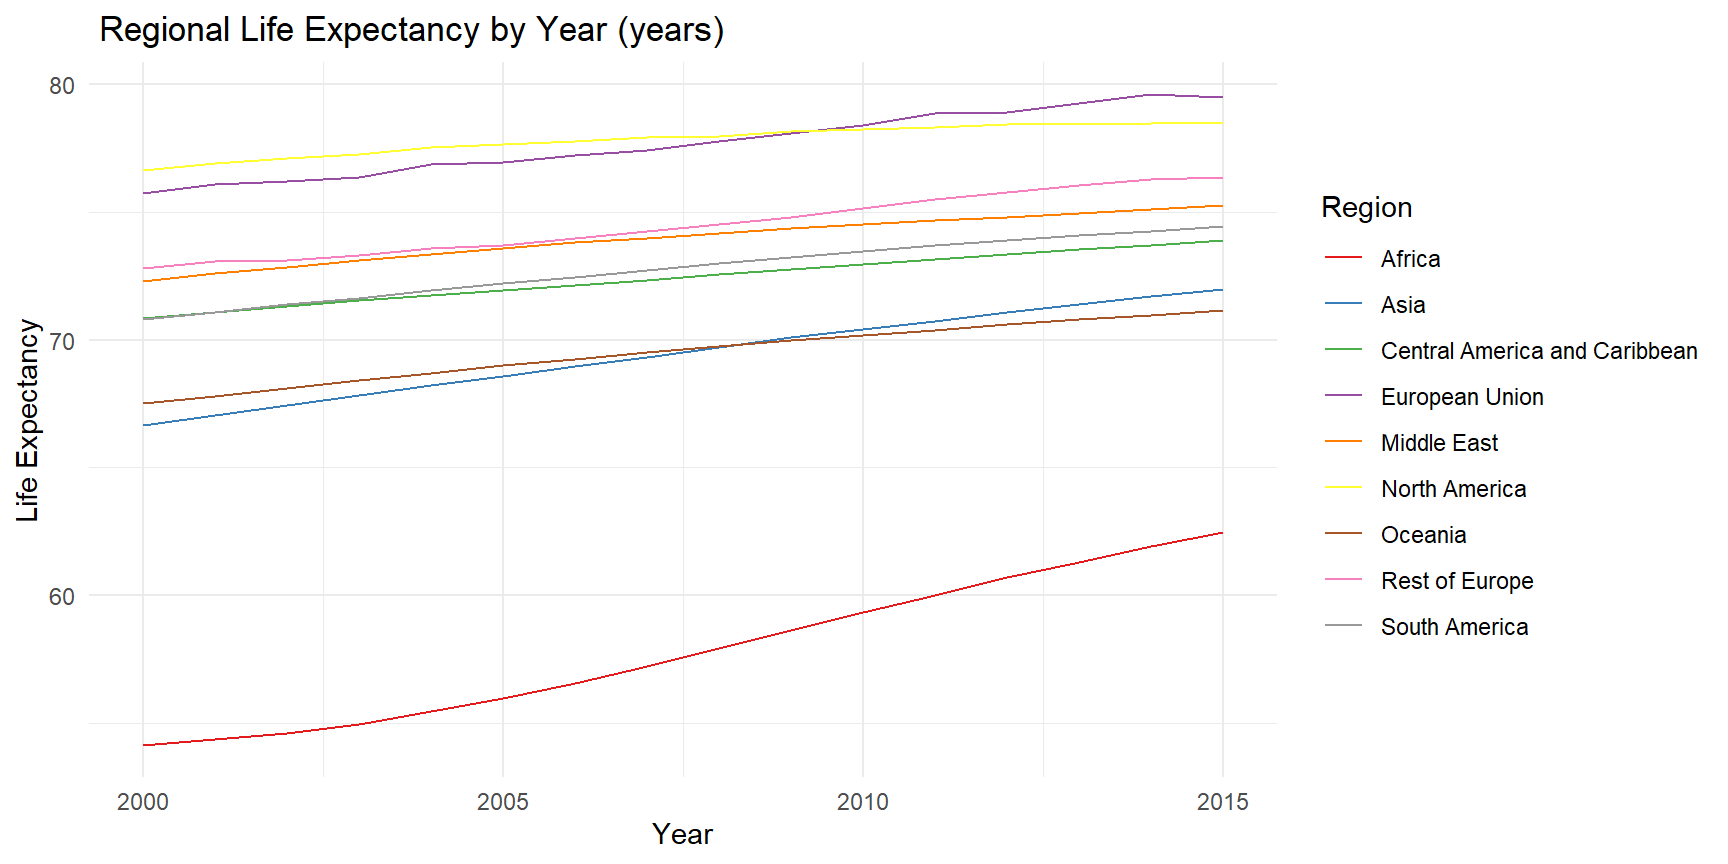 Regional Life Expectancy by Year (years)
80
70
60
Life Expectancy
2000
2005
2010
2015
Year
Region
Africa
Asia
Central America and Caribbean
European Union
Middle East
North America
Oceania
Rest of Europe
South America